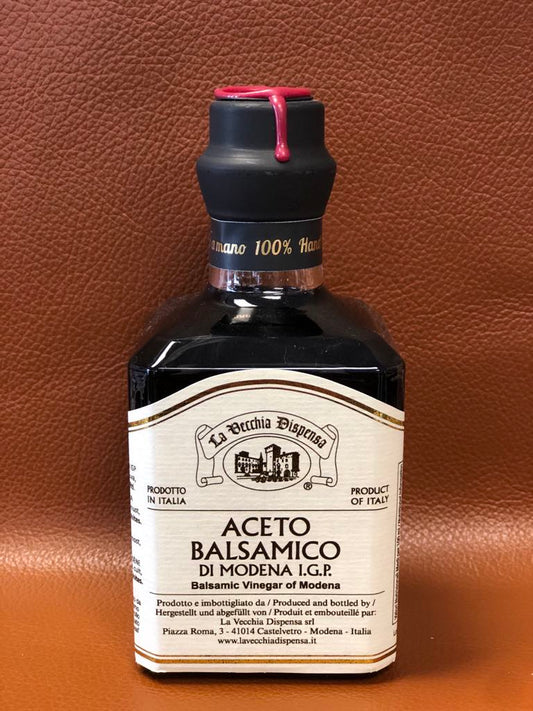 amano 100% Hand
La Vecchia Dispensa
®
PRODOTTO
IN ITALIA
PRODUCT
OF ITALY
ACETO
BALSAMICO
DI MODENA I.G.P.
Balsamic Vinegar of Modena
Prodotto e imbottigliato da / Produced and bottled by /
Hergestellt und abgefüllt von / Produit et embouteillé par:
La Vecchia Dispensa srl
Piazza Roma, 3 - 41014 Castelvetro - Modena - Italia
www.lavecchiadispensa.it